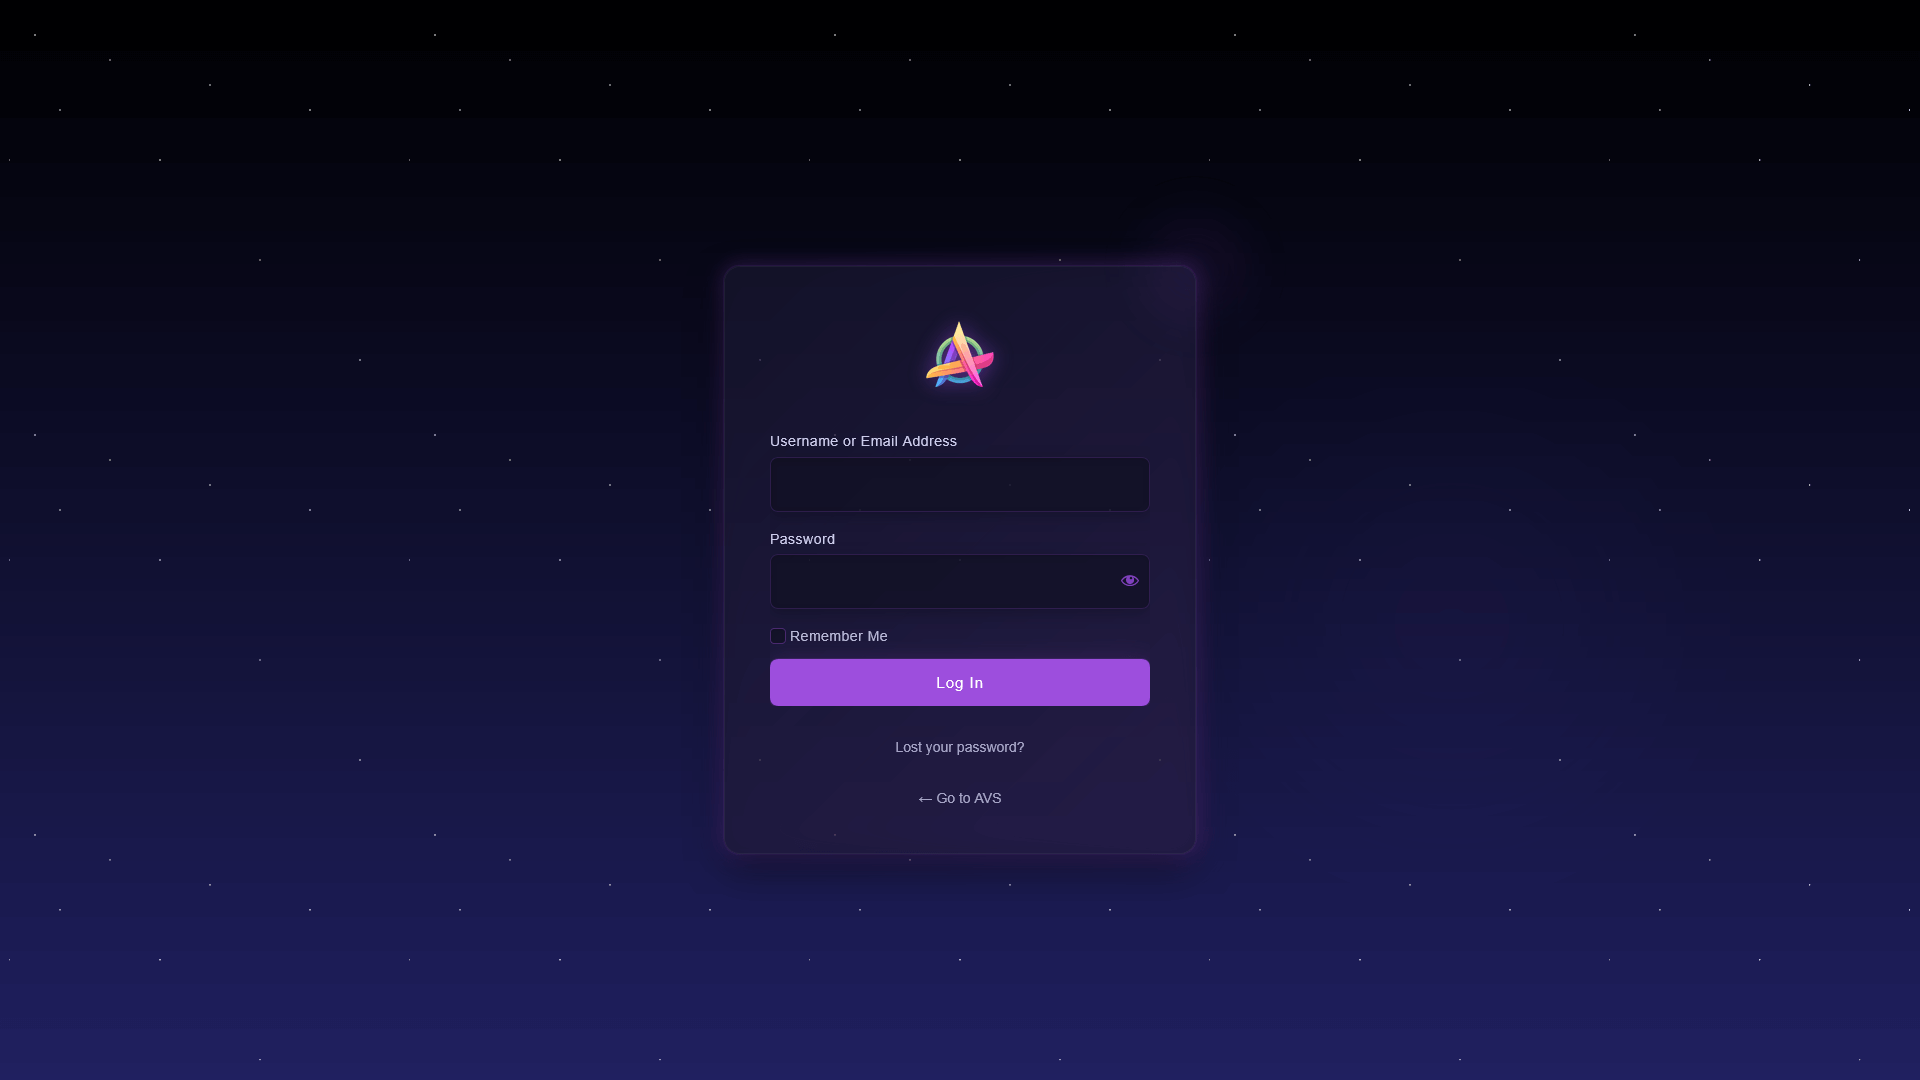 Username or Email Address
Password
Remember Me
Log In
Lost your password?
← Go to AVS